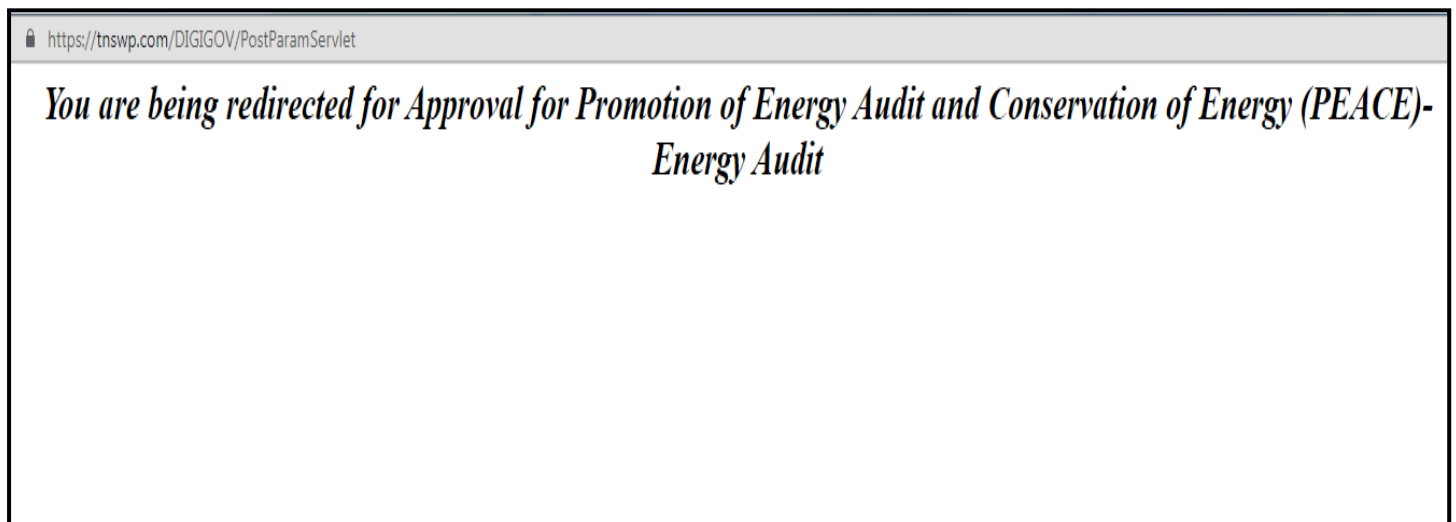 https://tnswp.com/DIGIGOV/PostParamServlet
You are being redirected for Approval for Promotion of Energy Audit and Conservation of Energy (PEACE)-
Energy Audit